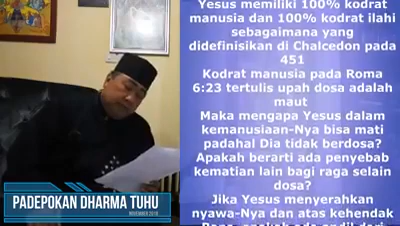 Yesus memiliki 100% kodrat
manusia dan 100% kodrat ilahi
sebagaimana yang
didefinisikan di Chalcedon pada
451
Kodrat manusia pada Roma
6:23 tertulis upah dosa adalah
maut
Maka mengapa Yesus dalam
kemanusiaan-Nya bisa mati
padahal Dia tidak berdosa?
Apakah berarti ada penyebab
kematian lain bagi raga selain
dosa?
Jika Yesus menyerahkan
nyawa-Nya dan atas kehendak
PADEPOKAN DHARMA TUHU
NOVEMBER 2018